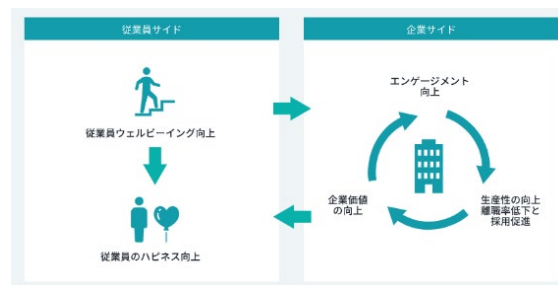 従業員サイド
従業員ウェルビーイング向上
従業員のハピネス向上
企業サイド
エンゲージメント
向上
生産性の向上
離職率低下と
採用促進
企業価値
の向上